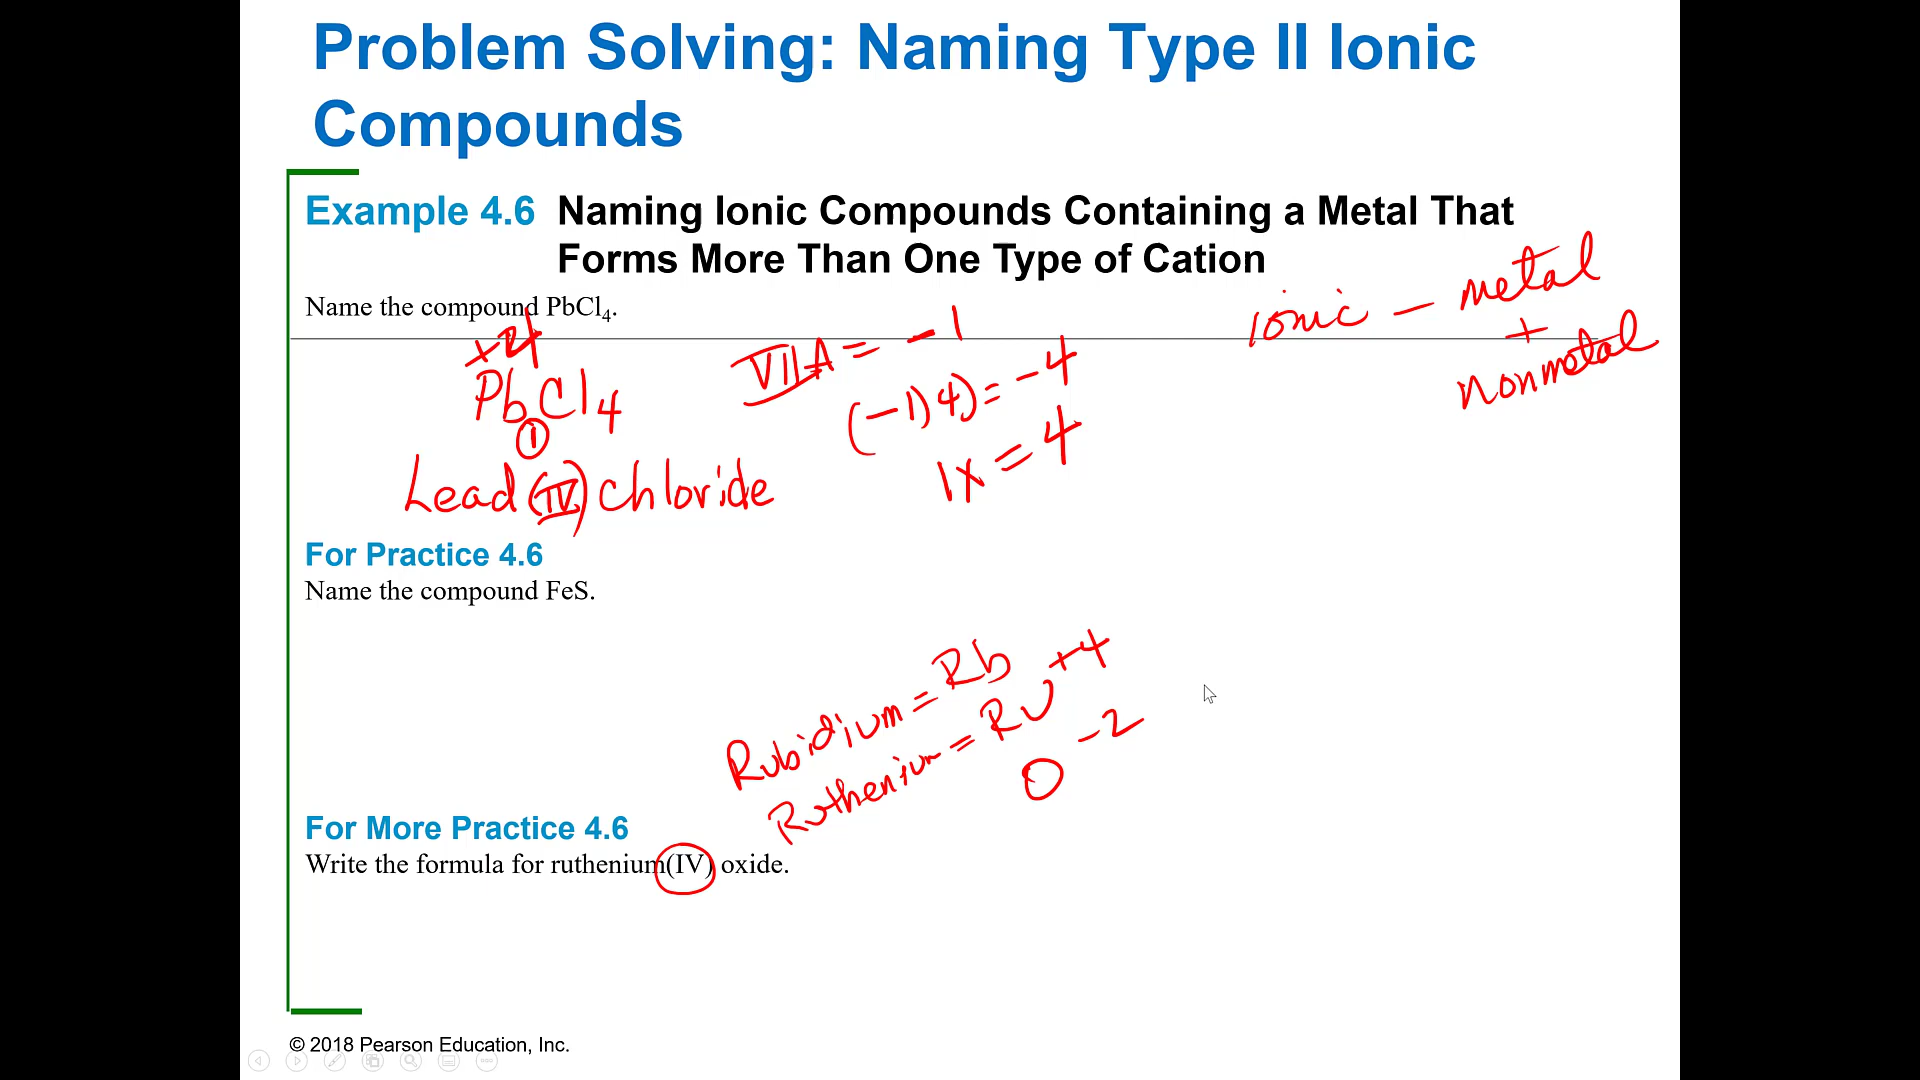 Problem Solving: Naming Type II Ionic
Compounds
Example 4.6 Naming Ionic Compounds Containing a Metal That
Forms More Than One Type of Cation
Name the compound PbCl₄.
ionic – metal
+
nonmetal
+4
PbCl₄
①
VIIA = -1
(-1)(4) = -4
1x = 4
Lead (IV) chloride
For Practice 4.6
Name the compound FeS.
Rubidium = Rb
Ruthenium = Ru +4
O -2
For More Practice 4.6
Write the formula for ruthenium(IV) oxide.
© 2018 Pearson Education, Inc.